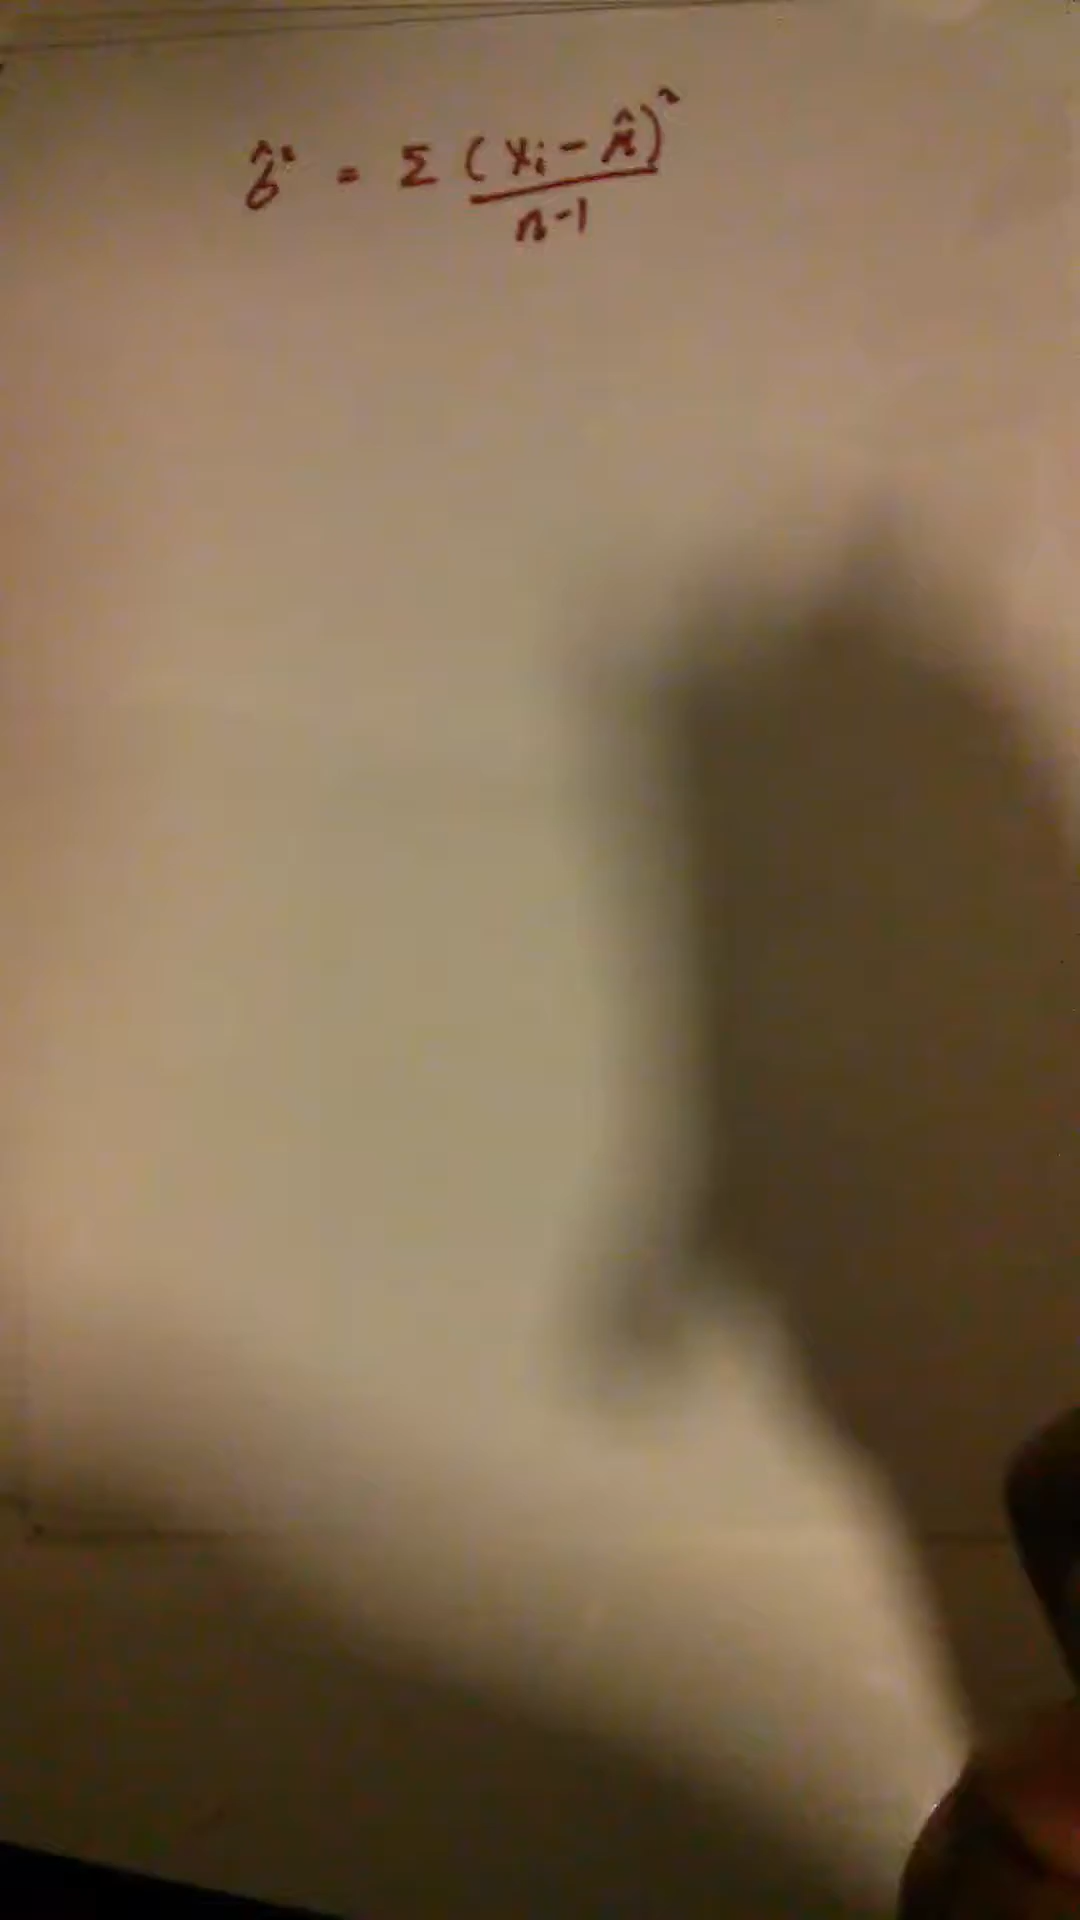 σ̂² = Σ (xᵢ - μ̂)² / n-1